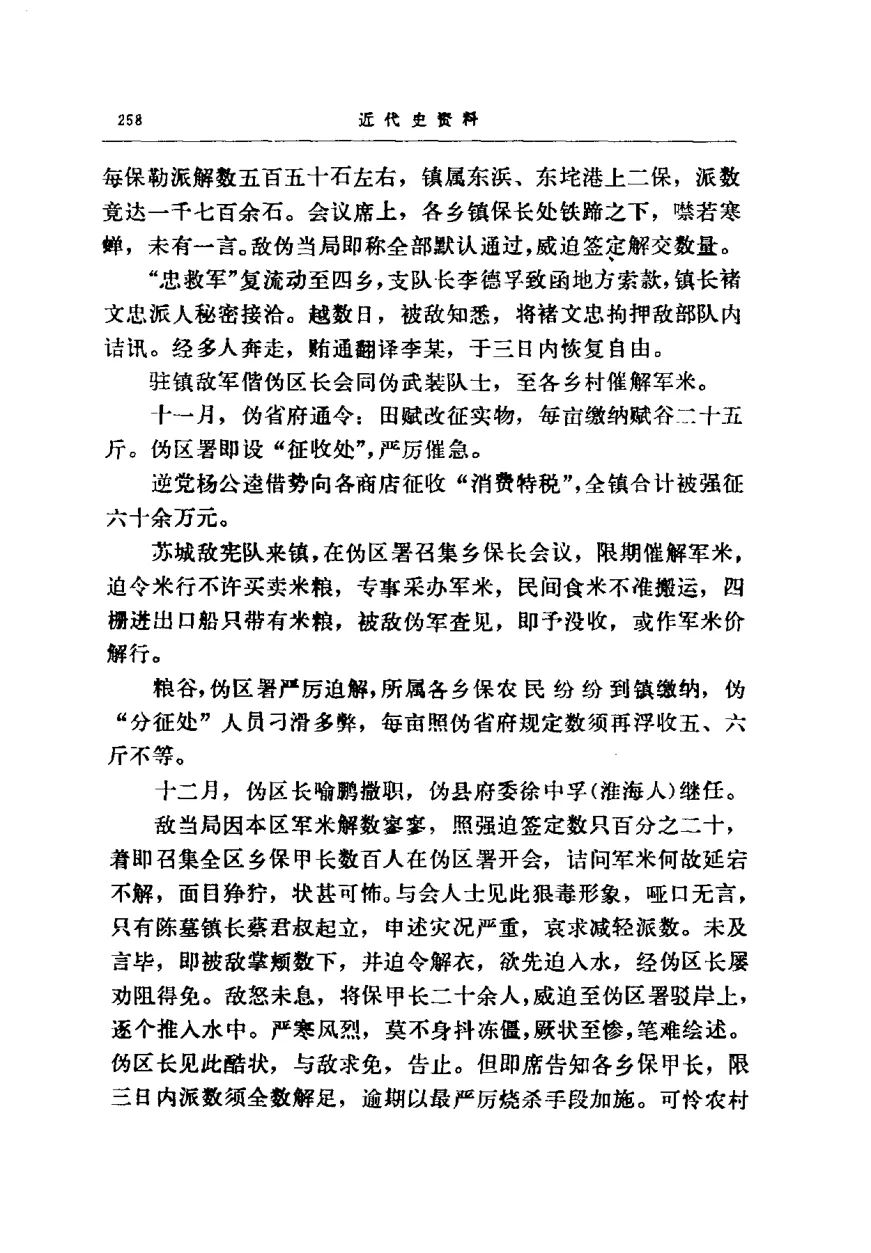 258 近代史资料
每保勒派解数五百五十石左右，镇属东浜、东垞港上二保，派数
竟达一千七百余石。会议席上，各乡镇保长处铁蹄之下，噤若寒
蝉，未有一言。敌伪当局即称全部默认通过，威迫签定解交数量。
“忠救军”复流动至四乡，支队长李德孚致函地方索款，镇长褚
文忠派人秘密接洽。越数日，被敌知悉，将褚文忠拘押敌部队内
诘讯。经多人奔走，贿通翻译李某，于三日内恢复自由。
驻镇敌军偕伪区长会同伪武装队士，至各乡村催解军米。
十一月，伪省府通令：田赋改征实物，每亩缴纳赋谷二十五
斤。伪区署即设“征收处”，严厉催急。
逆党杨公逵借势向各商店征收“消费特税”，全镇合计被强征
六十余万元。
苏城敌宪队来镇，在伪区署召集乡保长会议，限期催解军米，
迫令米行不许买卖米粮，专事采办军米，民间食米不准搬运，四
栅进出口船只带有米粮，被敌伪军查见，即予没收，或作军米价
解行。
粮谷，伪区署严厉迫解，所属各乡保农民纷纷到镇缴纳，伪
“分征处”人员刁滑多弊，每亩照伪省府规定数须再浮收五、六
斤不等。
十二月，伪区长喻鹏撤职，伪县府委徐中孚（淮海人）继任。
敌当局因本区军米解数寥寥，照强迫签定数只百分之二十，
着即召集全区乡保甲长数百人在伪区署开会，诘问军米何故延宕
不解，面目狰狞，状甚可怖。与会人士见此狠毒形象，哑口无言，
只有陈墓镇长蔡君叔起立，申述灾况严重，哀求减轻派数。未及
言毕，即被敌掌颊数下，并迫令解衣，欲先迫入水，经伪区长屡
劝阻得免。敌怒未息，将保甲长二十余人，威迫至伪区署驳岸上，
逐个推入水中。严寒风烈，莫不身抖冻僵，厥状至惨，笔难绘述。
伪区长见此酷状，与敌求免，告止。但即席告知各乡保甲长，限
三日内派数须全数解足，逾期以最严厉烧杀手段加施。可怜农村